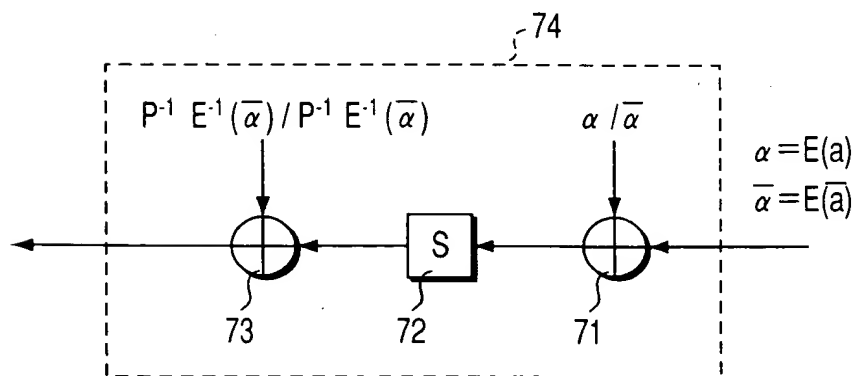 74
P⁻¹ E⁻¹(α̅) / P⁻¹ E⁻¹(α̅)
α / α̅
α = E(a)
α̅ = E(a̅)
S
73
72
71